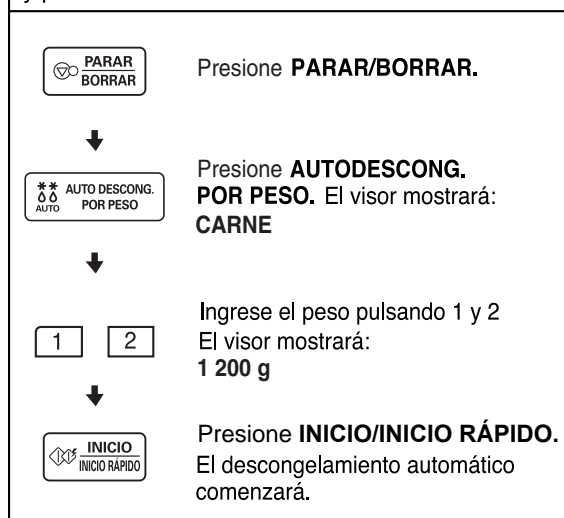 PARAR
BORRAR
Presione PARAR/BORRAR.
AUTO DESCONG.
POR PESO
AUTO
Presione AUTODESCONG.
POR PESO. El visor mostrará:
CARNE
1 2
Ingrese el peso pulsando 1 y 2
El visor mostrará:
1 200 g
INICIO
INICIO RÁPIDO
Presione INICIO/INICIO RÁPIDO.
El descongelamiento automático
comenzará.